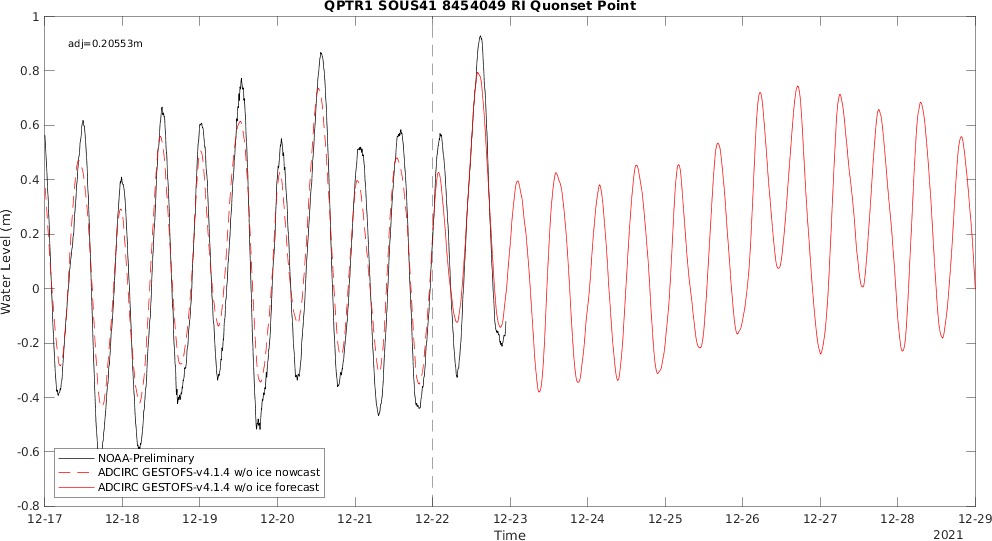 QPTR1 SOUS41 8454049 RI Quonset Point
adj=0.20553m
Water Level (m)
1
0.8
0.6
0.4
0.2
0
-0.2
-0.4
-0.6
-0.8
NOAA-Preliminary
ADCIRC GESTOFS-v4.1.4 w/o ice nowcast
ADCIRC GESTOFS-v4.1.4 w/o ice forecast
12-17 12-18 12-19 12-20 12-21 12-22 12-23 12-24 12-25 12-26 12-27 12-28 12-29
Time
2021